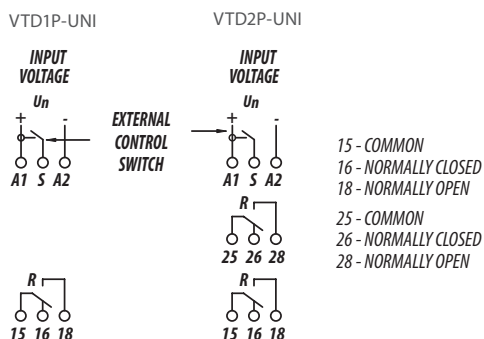 VTD1P-UNI
INPUT
VOLTAGE
Un
+ -
A1 S A2
R
15 16 18
EXTERNAL
CONTROL
SWITCH
VTD2P-UNI
INPUT
VOLTAGE
Un
+ -
A1 S A2
R
25 26 28
R
15 16 18
15 - COMMON
16 - NORMALLY CLOSED
18 - NORMALLY OPEN
25 - COMMON
26 - NORMALLY CLOSED
28 - NORMALLY OPEN